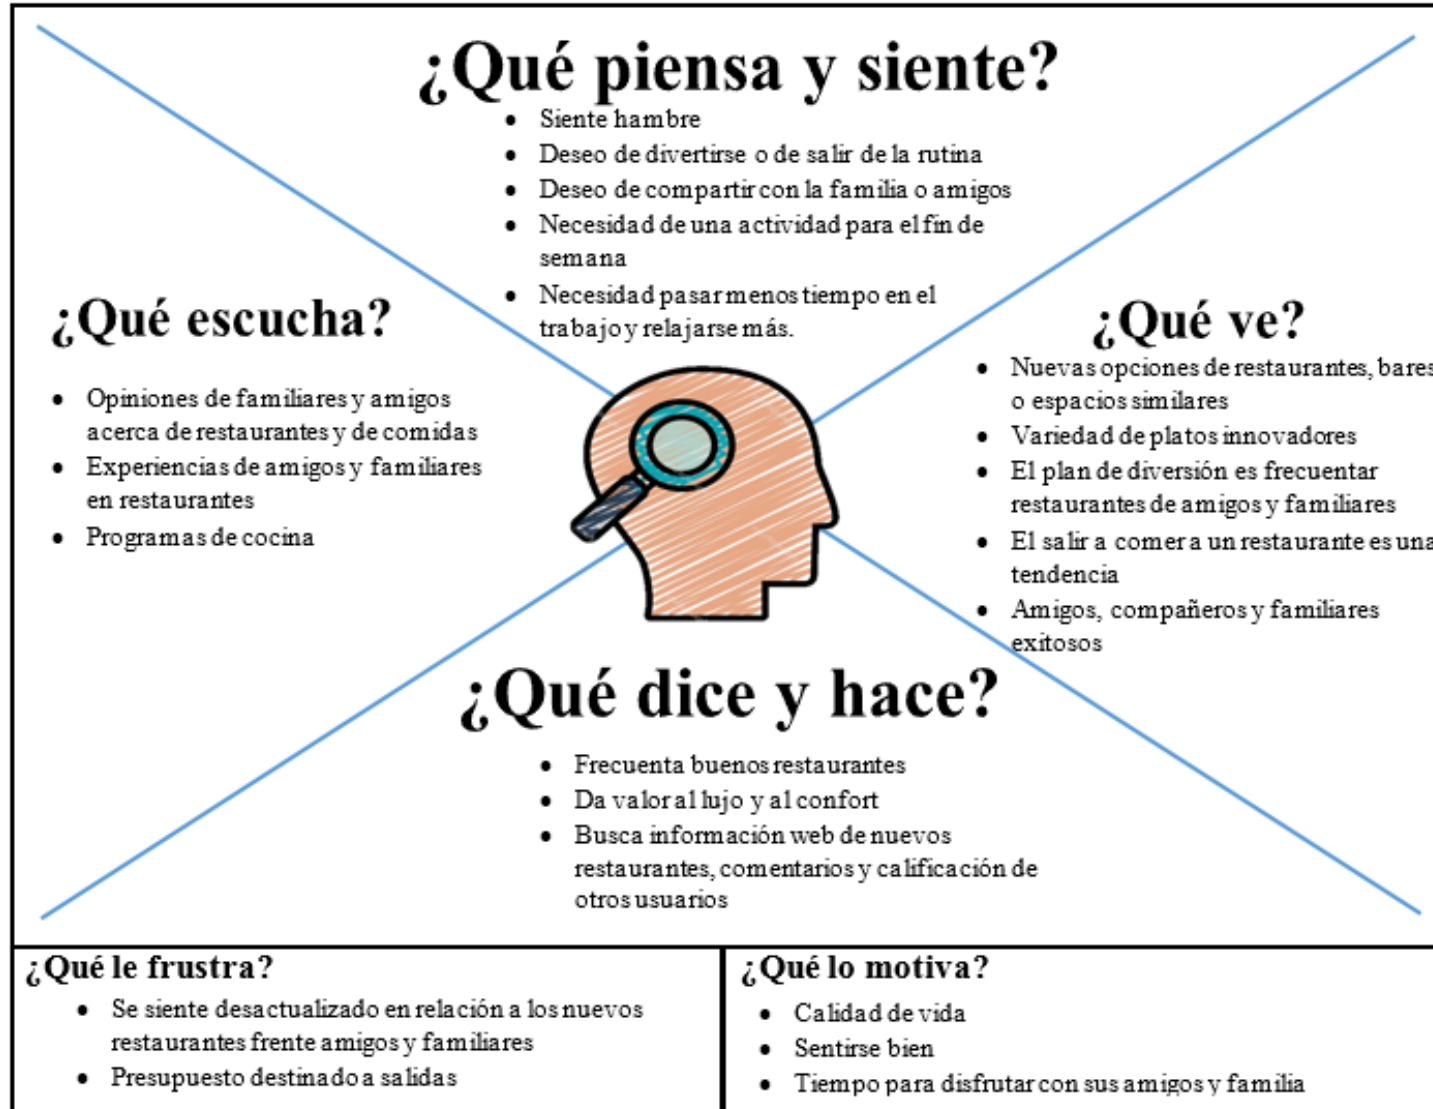 ¿Qué piensa y siente?
• Siente hambre
• Deseo de divertirse o de salir de la rutina
• Deseo de compartir con la familia o amigos
• Necesidad de una actividad para el fin de
semana
• Necesidad pasar menos tiempo en el
trabajo y relajarse más.
¿Qué escucha?
• Opiniones de familiares y amigos
acerca de restaurantes y de comidas
• Experiencias de amigos y familiares
en restaurantes
• Programas de cocina
¿Qué ve?
• Nuevas opciones de restaurantes, bares
o espacios similares
• Variedad de platos innovadores
• El plan de diversión es frecuentar
restaurantes de amigos y familiares
• El salir a comer a un restaurante es una
tendencia
• Amigos, compañeros y familiares
exitosos
¿Qué dice y hace?
• Frecuenta buenos restaurantes
• Da valor al lujo y al confort
• Busca información web de nuevos
restaurantes, comentarios y calificación de
otros usuarios
¿Qué le frustra?
• Se siente desactualizado en relación a los nuevos
restaurantes frente amigos y familiares
• Presupuesto destinado a salidas
¿Qué lo motiva?
• Calidad de vida
• Sentirse bien
• Tiempo para disfrutar con sus amigos y familia